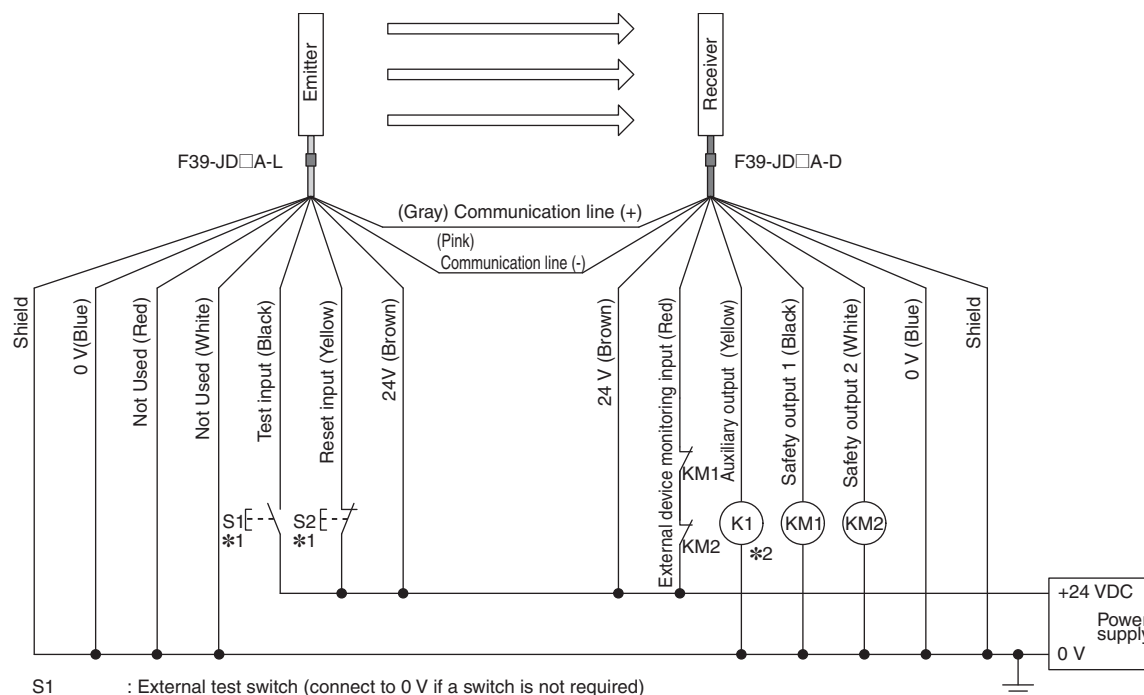 Emitter
Receiver
F39-JD□A-L
F39-JD□A-D
(Gray) Communication line (+)
(Pink)
Communication line (-)
Shield
0 V(Blue)
Not Used (Red)
Not Used (White)
Test input (Black)
Reset input (Yellow)
24V (Brown)
24 V (Brown)
External device monitoring input (Red)
Auxiliary output (Yellow)
Safety output 1 (Black)
Safety output 2 (White)
0 V (Blue)
Shield
S1
*1
S2
*1
KM1
KM2
K1
*2
KM1
KM2
+24 VDC
Power
supply
0 V
S1 : External test switch (connect to 0 V if a switch is not required)